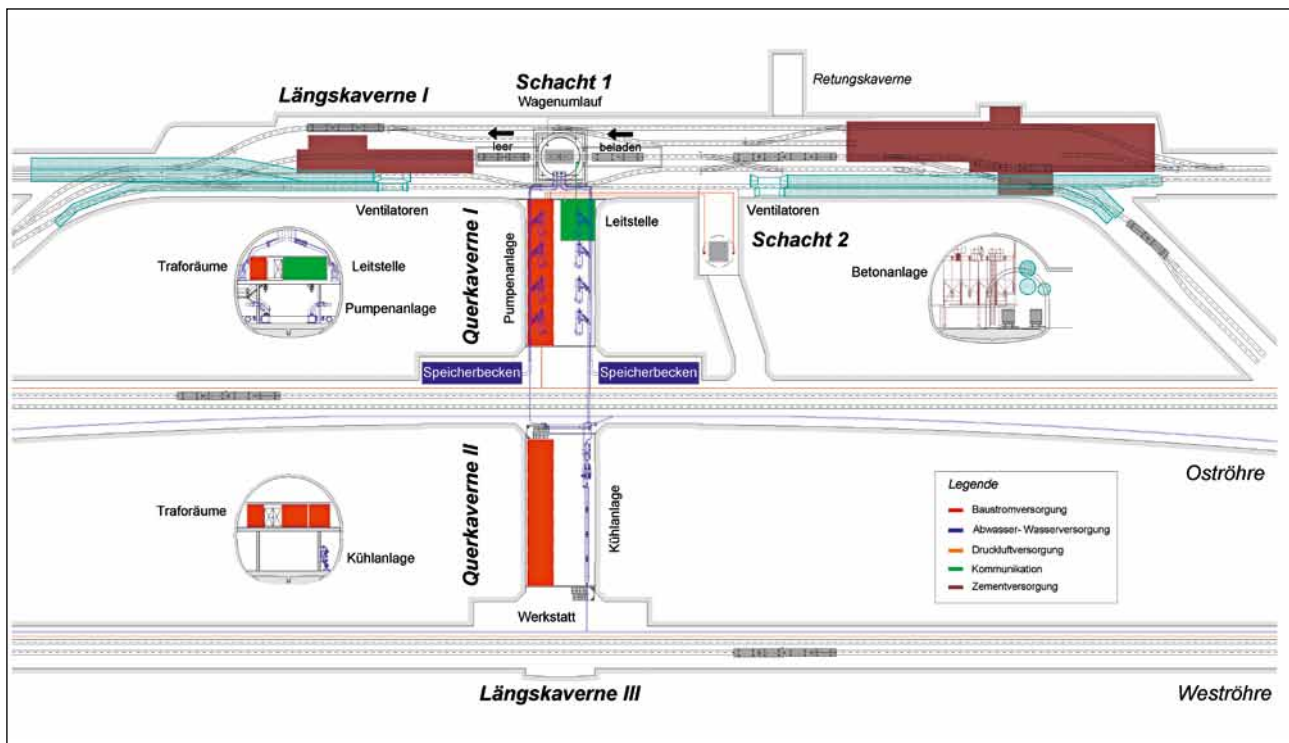 Schacht 1
Wagenumlauf
Retungskaverne
Längskaverne I
leer
beladen
Ventilatoren
Querkaverne I
Pumpenanlage
Leitstelle
Ventilatoren
Schacht 2
Traforäume
Leitstelle
Pumpenanlage
Betonanlage
Speicherbecken
Speicherbecken
Oströhre
Querkaverne II
Kühlanlage
Traforäume
Kühlanlage
Legende
Baustromversorgung
Abwasser- Wasserversorgung
Druckluftversorgung
Kommunikation
Zementversorgung
Werkstatt
Längskaverne III
Weströhre